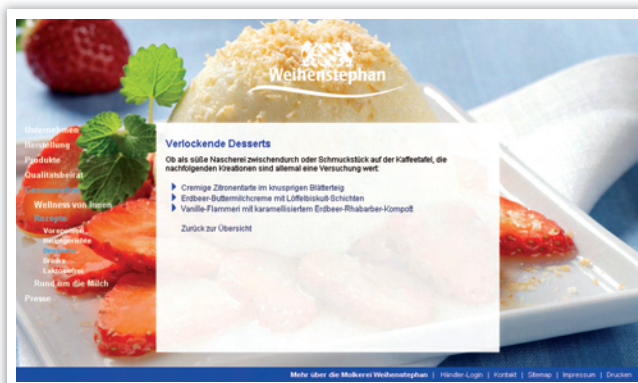 Weihenstephan
Unternehmen
Herstellung
Produkte
Qualitätsbeirat
Genusswelt
Wellness von Innen
Rezepte
Vorspeisen
Hauptgerichte
Desserts
Drinks
Laktosefrei
Rund um die Milch
Presse
Verlockende Desserts
Ob als süße Nascherei zwischendurch oder Schmuckstück auf der Kaffeetafel, die
nachfolgenden Kreationen sind allemal eine Versuchung wert:
Cremige Zitronentarte im knusprigen Blätterteig
Erdbeer-Buttermilchcreme mit Löffelbiskuit-Schichten
Vanille-Flammeri mit karamellisiertem Erdbeer-Rhabarber-Kompott
Zurück zur Übersicht
Mehr über die Molkerei Weihenstephan | Händler-Login | Kontakt | Sitemap | Impressum | Drucken